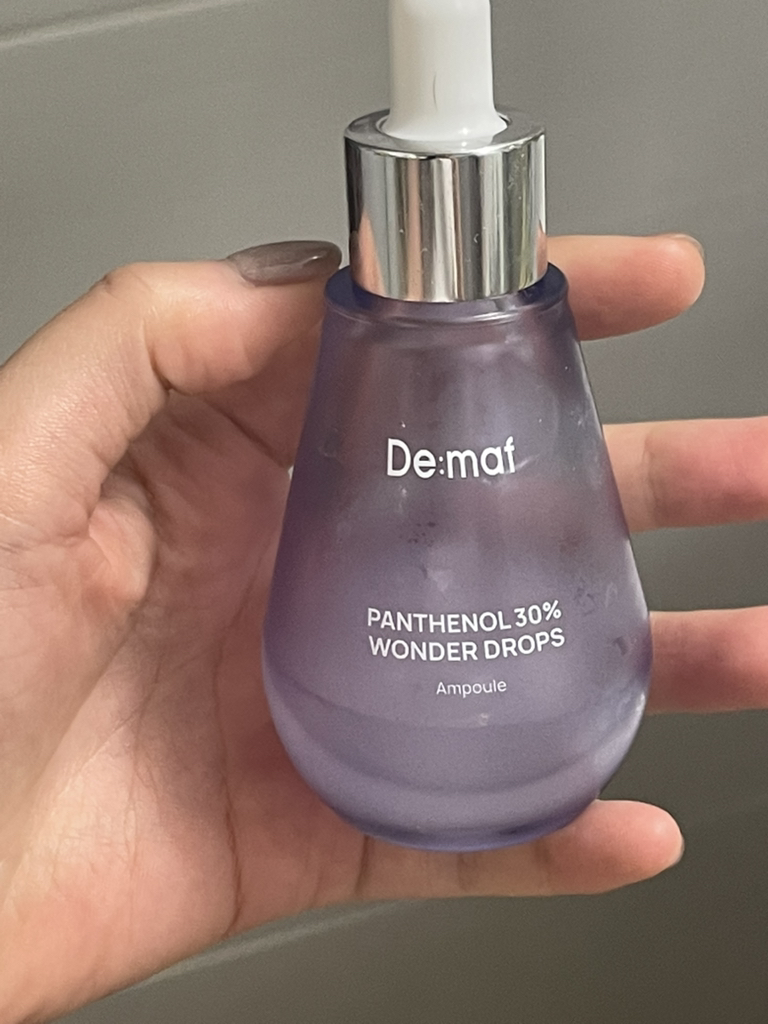 De:maf
PANTHENOL 30%
WONDER DROPS
Ampoule